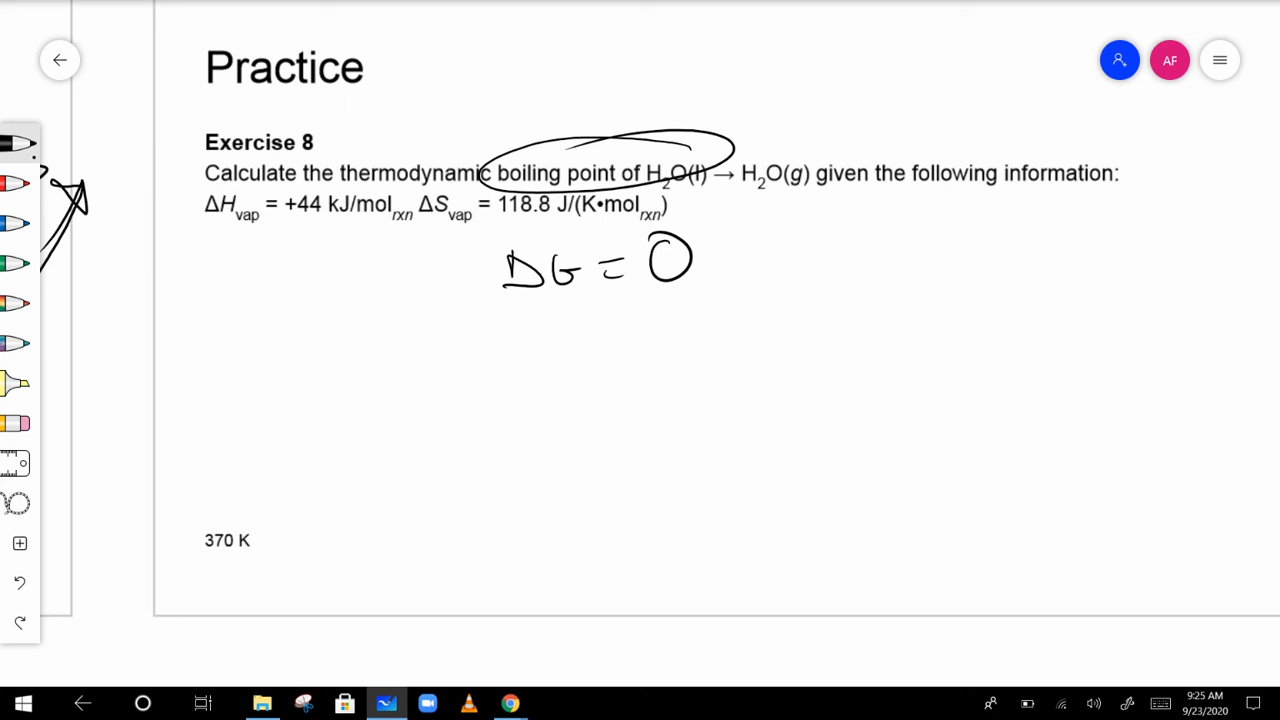 Practice
AF
Exercise 8
Calculate the thermodynamic boiling point of H₂O(l) → H₂O(g) given the following information:
ΔHvap = +44 kJ/molrxn ΔSvap = 118.8 J/(K•molrxn)
DG = 0
370 K
9:25 AM
9/23/2020